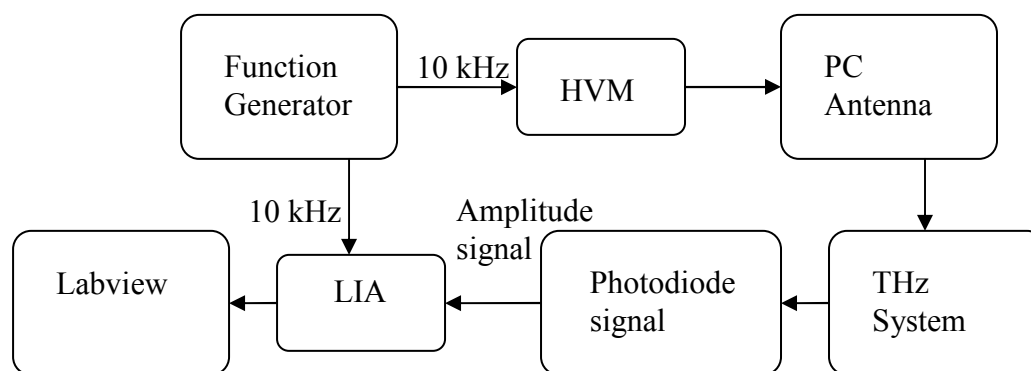 Function
Generator
10 kHz
HVM
PC
Antenna
10 kHz
Amplitude
signal
Labview
LIA
Photodiode
signal
THz
System